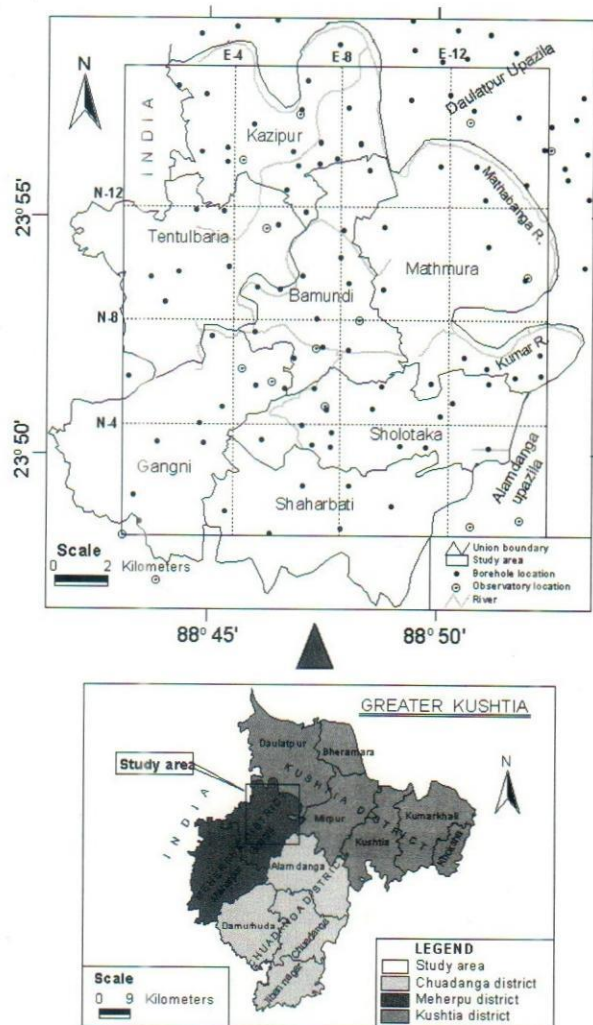 N
E-4
E-8
E-12
Daulatpur Upazila
INDIA
Kazipur
N-12
23° 55'
Tentulbaria
Mathabanga R.
Bamundi
Mathmura
N-8
Kumar R.
N-4
23° 50'
Gangni
Sholotaka
Alamdanga
upazila
Shaharbati
Scale
0 2 Kilometers
Union boundary
Study area
Borehole location
Observatory location
River
88° 45'
88° 50'
GREATER KUSHTIA
Daulatpur
Bheramara
N
Study area
INDIA
KUSHTIA DISTRICT
Mirpur
Kumarkhali
Kushtia
Alamdanga
CHUADANGA DISTRICT
Damurhuda
Chuadanga
LEGEND
Study area
Chuadanga district
Meherpu district
Kushtia district
Scale
0 9 Kilometers